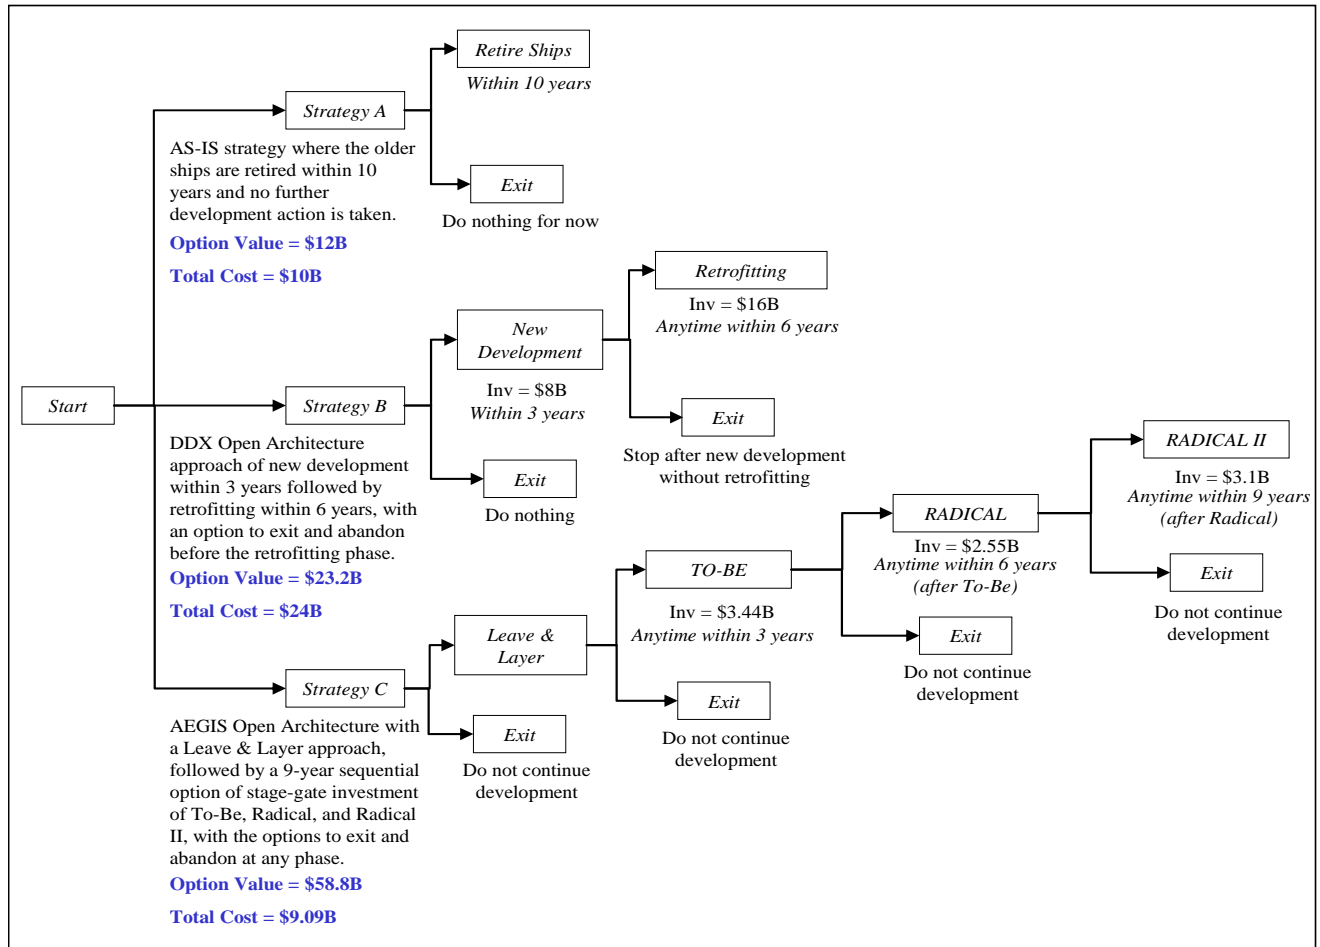 Retire Ships
Within 10 years
Strategy A
AS-IS strategy where the older
ships are retired within 10
years and no further
development action is taken.
Option Value = $12B
Total Cost = $10B
Exit
Do nothing for now
Retrofitting
Inv = $16B
Anytime within 6 years
New
Development
Inv = $8B
Within 3 years
Start
Strategy B
Exit
Stop after new development
without retrofitting
DDX Open Architecture
approach of new development
within 3 years followed by
retrofitting within 6 years, with
an option to exit and abandon
before the retrofitting phase.
Option Value = $23.2B
Total Cost = $24B
Exit
Do nothing
RADICAL II
Inv = $3.1B
Anytime within 9 years
(after Radical)
RADICAL
Inv = $2.55B
Anytime within 6 years
(after To-Be)
Exit
Do not continue
development
TO-BE
Inv = $3.44B
Anytime within 3 years
Exit
Do not continue
development
Leave &
Layer
Strategy C
Exit
Do not continue
development
AEGIS Open Architecture with
a Leave & Layer approach,
followed by a 9-year sequential
option of stage-gate investment
of To-Be, Radical, and Radical
II, with the options to exit and
abandon at any phase.
Option Value = $58.8B
Total Cost = $9.09B
Exit
Do not continue
development